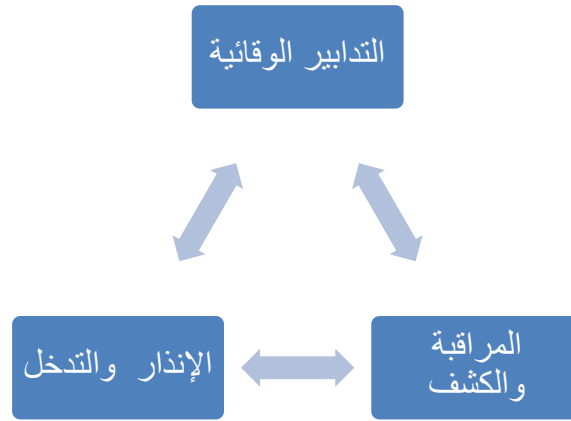 التدابير الوقائية
المراقبة
والكشف
الإنذار والتدخل